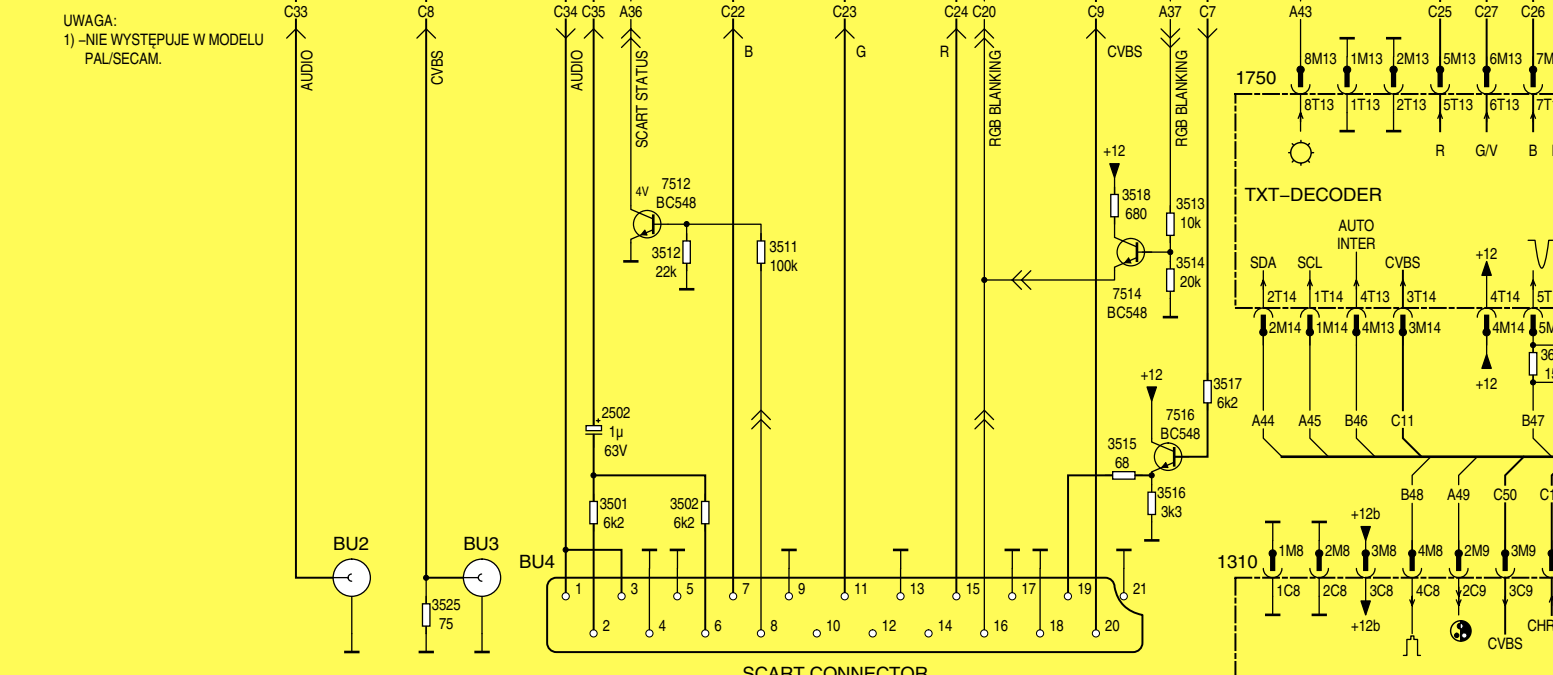 UWAGA:
1) –NIE WYSTĘPUJE W MODELU
PAL/SECAM.
C33
C8
C34
C35
A36
C22
C23
C24
C20
C9
A37
C7
A43
C25
C27
C26
AUDIO
CVBS
AUDIO
SCART STATUS
B
G
R
RGB BLANKING
CVBS
RGB BLANKING
1750
8M13
1M13
2M13
5M13
6M13
8T13
1T13
2T13
5T13
6T13
R
G/V
B
TXT–DECODER
AUTO
INTER
SDA
SCL
CVBS
+12
2T14
1T14
4T13
3T14
4T14
2M14
1M14
4M13
3M14
4M14
+12
A44
A45
B46
C11
B47
4V
7512
BC548
3512
22k
3511
100k
+12
3518
680
3513
10k
3514
20k
7514
BC548
+12
3517
6k2
7516
BC548
3515
68
3516
3k3
2502
+
1µ
63V
3501
6k2
3502
6k2
BU2
BU3
3525
75
BU4
1
3
5
7
9
11
13
15
17
19
21
2
4
6
8
10
12
14
16
18
20
SCART CONNECTOR
B48
A49
C50
+12b
1310
1M8
2M8
3M8
4M8
2M9
3M9
1C8
2C8
3C8
4C8
2C9
3C9
+12b
CVBS